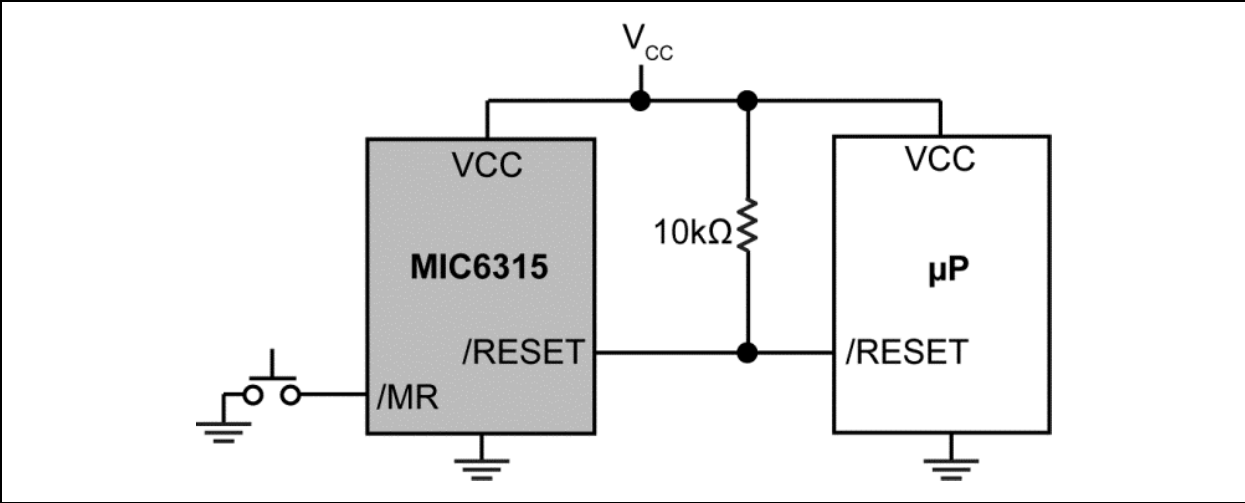 VCC
VCC
VCC
10kΩ
MIC6315
µP
/RESET
/RESET
/MR